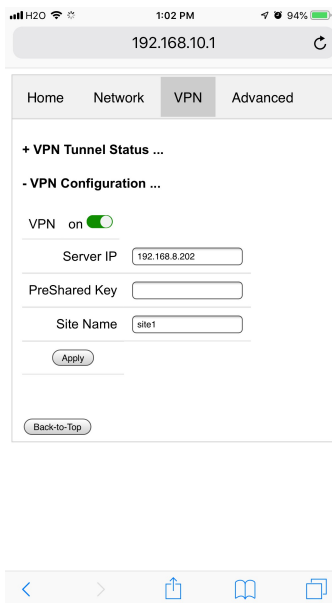 H2O 1:02 PM 94%
192.168.10.1
Home Network VPN Advanced
+ VPN Tunnel Status ...
- VPN Configuration ...
VPN on
Server IP 192.168.8.202
PreShared Key
Site Name site1
Apply
Back-to-Top